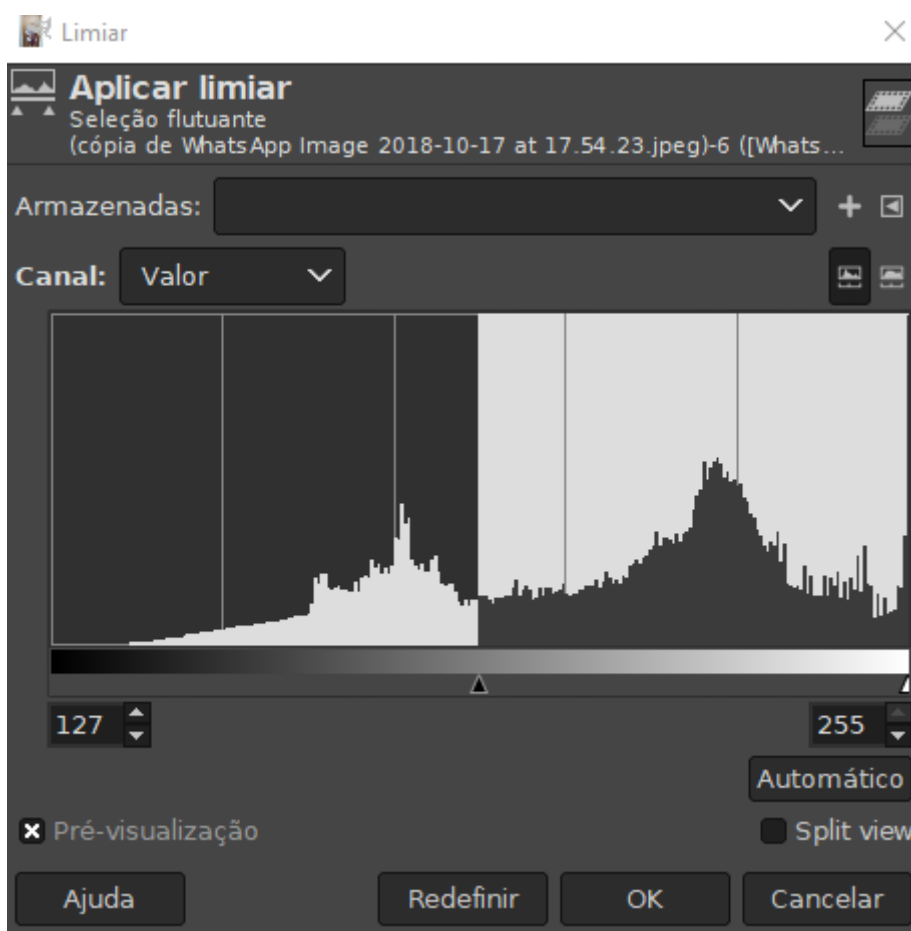 Limiar
Aplicar limiar
Seleção flutuante
(cópia de WhatsApp Image 2018-10-17 at 17.54.23.jpeg)-6 ([Whats...
Armazenadas:
Canal: Valor
127 255
Automático
Pré-visualização Split view
Ajuda Redefinir OK Cancelar